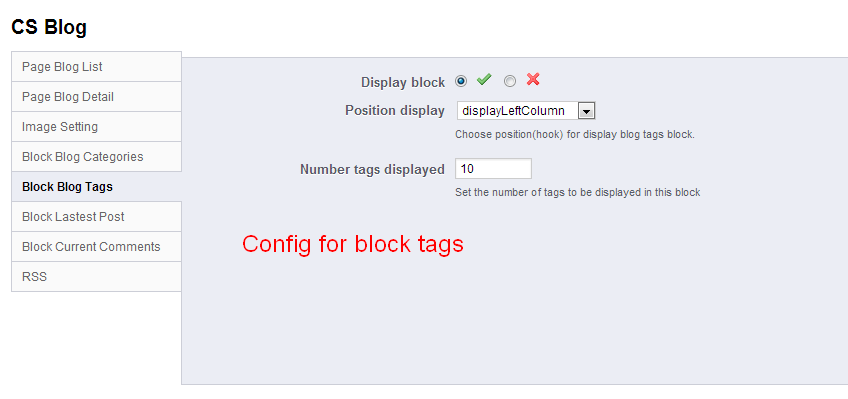 CS Blog
Page Blog List
Page Blog Detail
Image Setting
Block Blog Categories
Block Blog Tags
Block Lastest Post
Block Current Comments
RSS
Display block
Position display displayLeftColumn
Choose position(hook) for display blog tags block.
Number tags displayed 10
Set the number of tags to be displayed in this block
Config for block tags